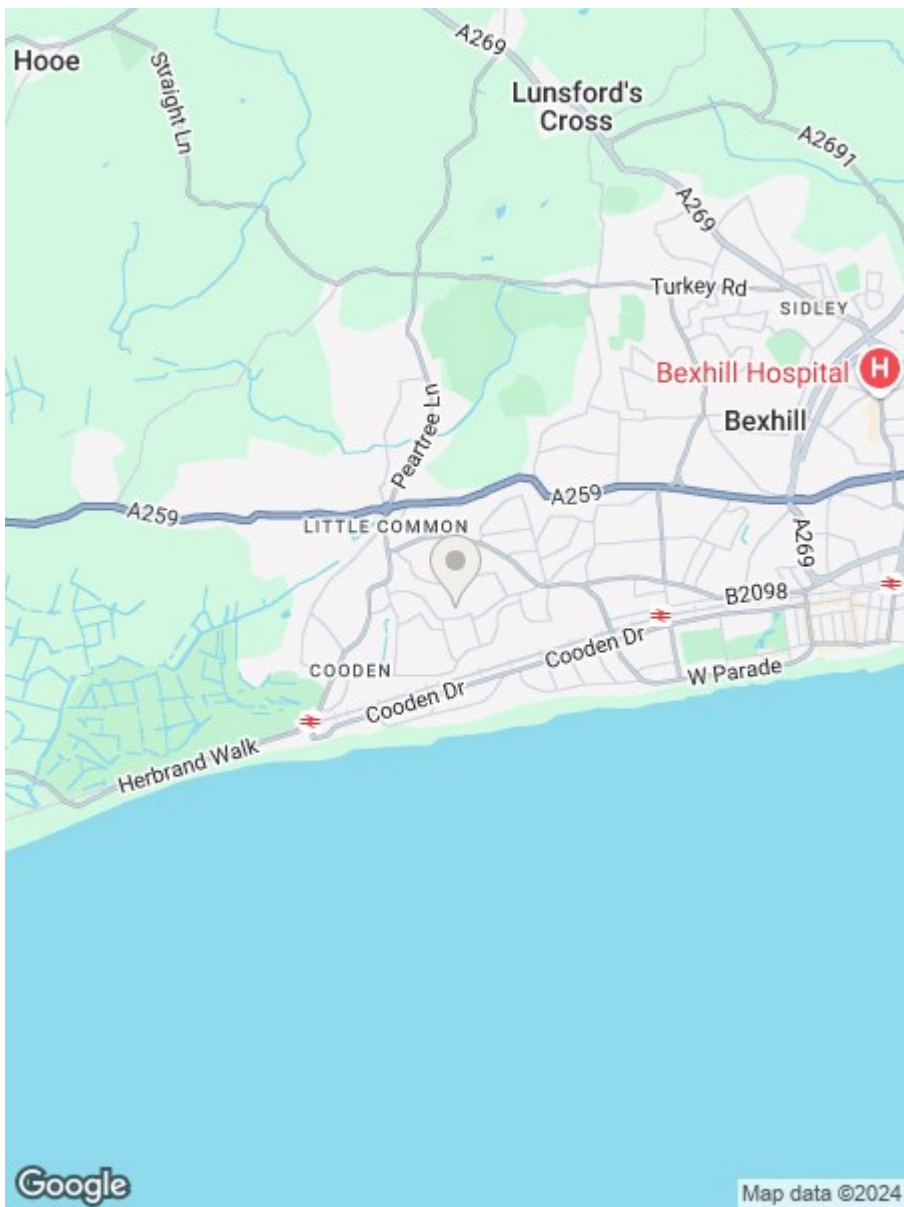 A269
Hooe
Straight Ln
Lunsford's
Cross
A2691
A269
Turkey Rd
SIDLEY
Bexhill Hospital
H
Bexhill
Peartree Ln
A259
A259
LITTLE COMMON
A269
B2098
Cooden Dr
COODEN
W Parade
Cooden Dr
Herbrand Walk
Google
Map data ©2024